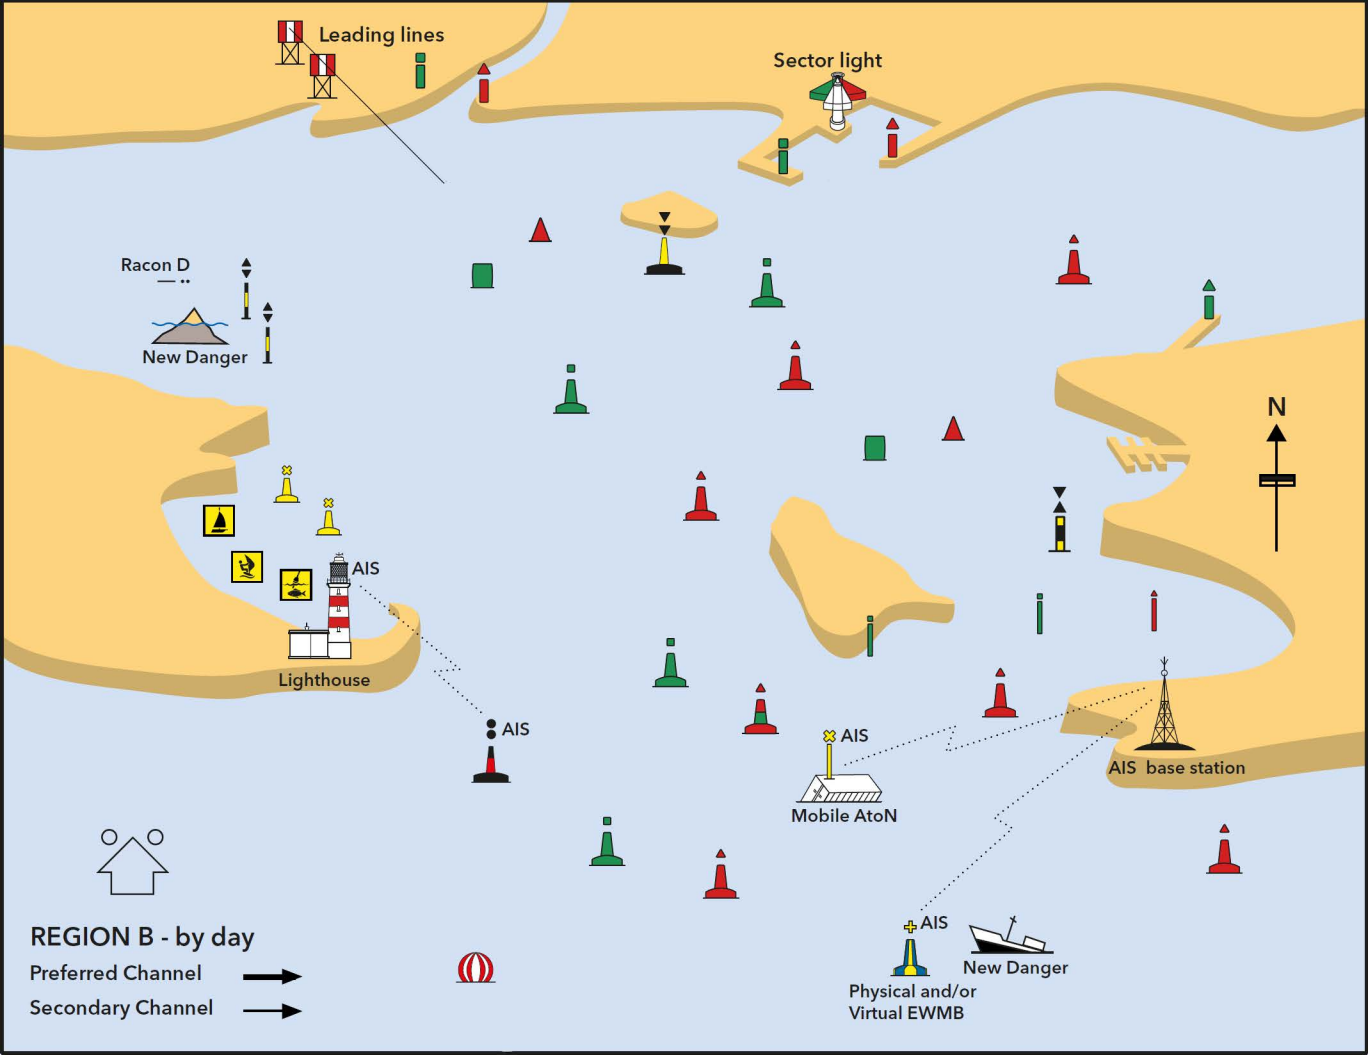 Leading lines
Sector light
Racon D
New Danger
N
AIS
Lighthouse
AIS
AIS
Mobile AtoN
AIS base station
REGION B - by day
Preferred Channel
Secondary Channel
AIS
New Danger
Physical and/or
Virtual EWMB